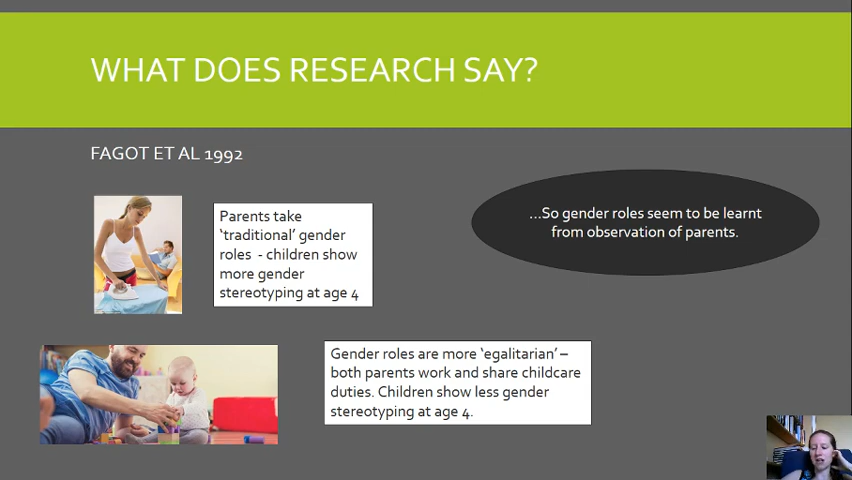 WHAT DOES RESEARCH SAY?
FAGOT ET AL 1992
Parents take
‘traditional’ gender
roles  - children show
more gender
stereotyping at age 4
...So gender roles seem to be learnt
from observation of parents.
Gender roles are more ‘egalitarian’ –
both parents work and share childcare
duties. Children show less gender
stereotyping at age 4.